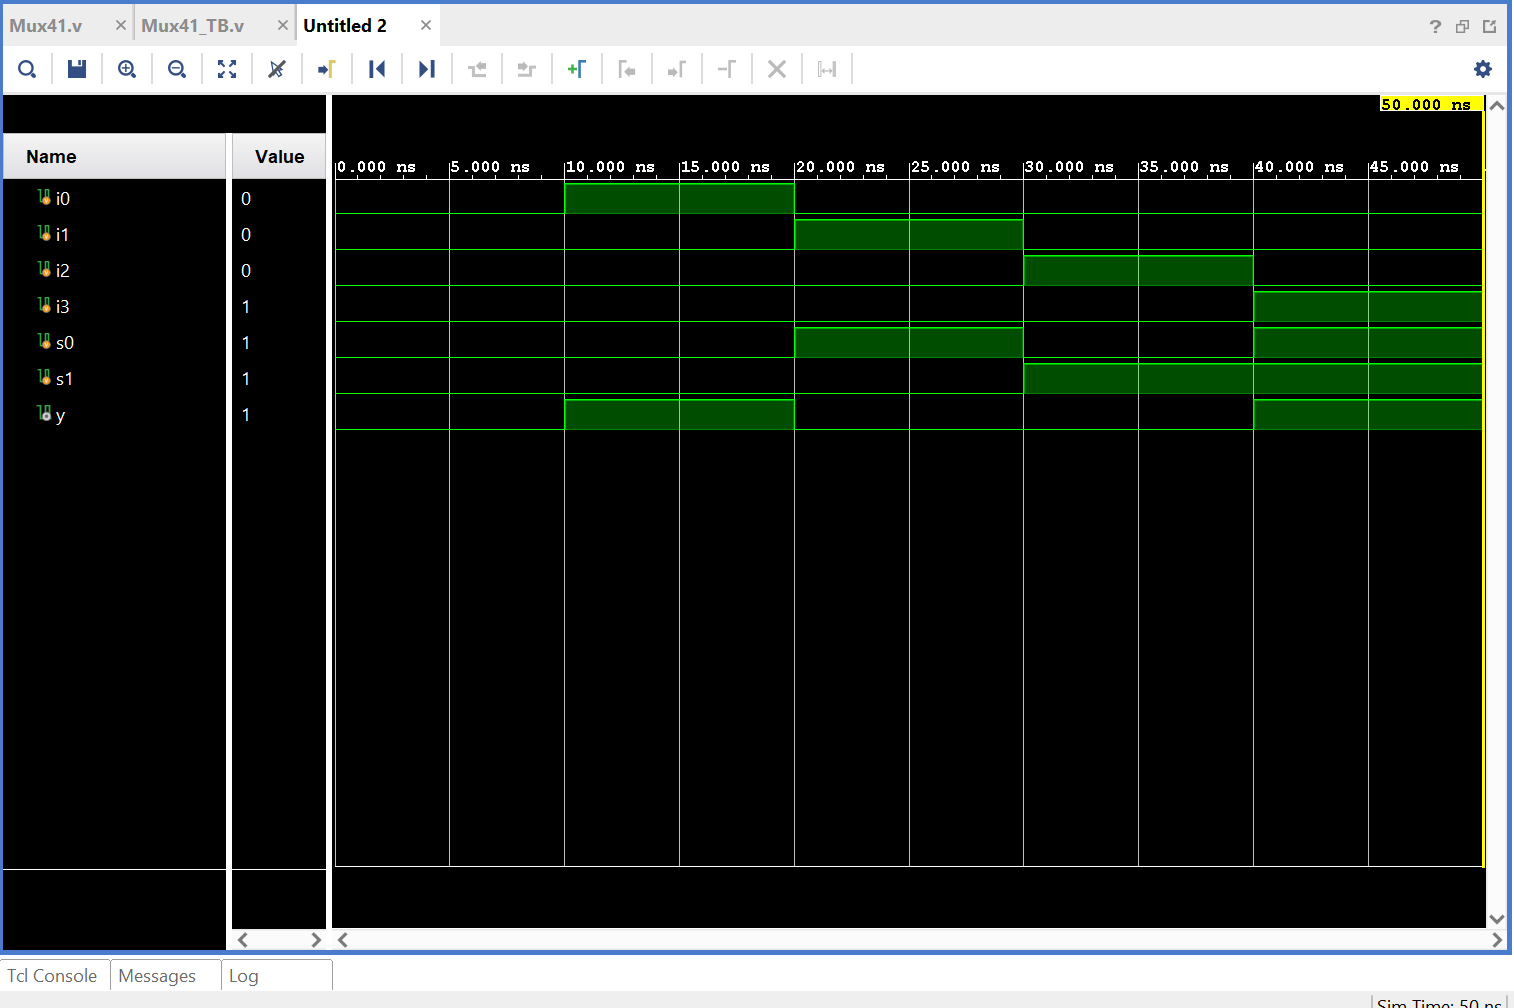 Mux41.v Mux41_TB.v Untitled 2
50.000 ns
Name Value
0.000 ns 5.000 ns 10.000 ns 15.000 ns 20.000 ns 25.000 ns 30.000 ns 35.000 ns 40.000 ns 45.000 ns
i0 0
i1 0
i2 0
i3 1
s0 1
s1 1
y 1
Tcl Console Messages Log
Sim Time: 50 ns